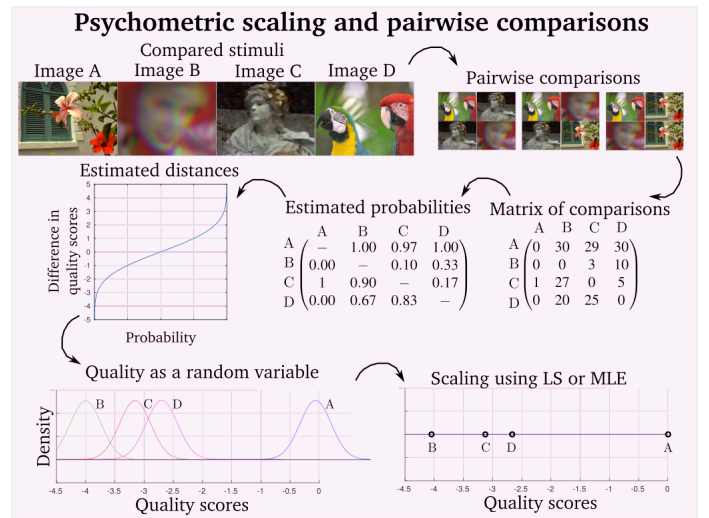 Psychometric scaling and pairwise comparisons
Compared stimuli
Image A Image B Image C Image D
Pairwise comparisons
Matrix of comparisons
A B C D
A 0 30 29 30
B 0 0 3 10
C 1 27 0 5
D 0 20 25 0
Estimated probabilities
A B C D
A – 1.00 0.97 1.00
B 0.00 – 0.10 0.33
C 1 0.90 – 0.17
D 0.00 0.67 0.83 –
Estimated distances
Difference in
quality scores
5
4
3
2
1
0
-1
-2
-3
-4
-5
Probability
Quality as a random variable
Density
B C D A
-4.5 -4 -3.5 -3 -2.5 -2 -1.5 -1 -0.5 0
Quality scores
Scaling using LS or MLE
B C D A
-4.5 -4 -3.5 -3 -2.5 -2 -1.5 -1 -0.5 0
Quality scores